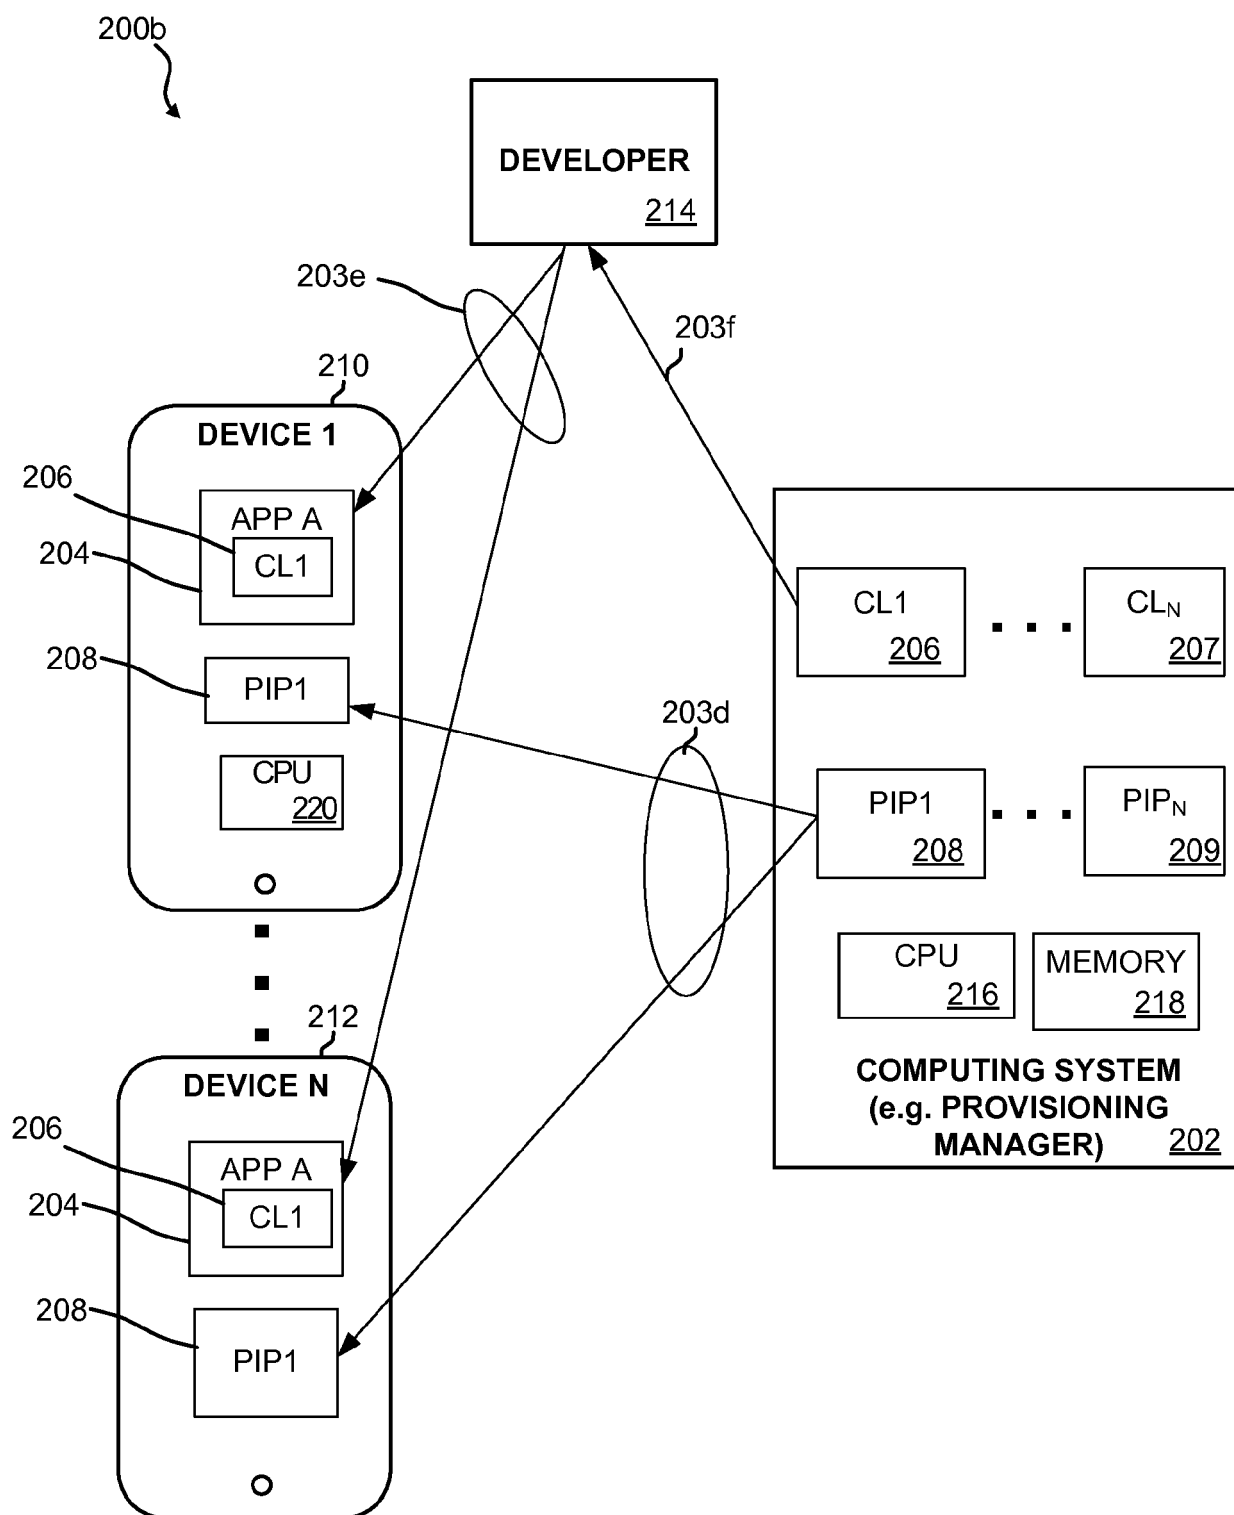 200b
DEVELOPER
214
203e
203f
210
DEVICE 1
206
APP A
204
CL1
208
PIP1
CPU
220
CL1
206
CLN
207
203d
PIP1
208
PIPN
209
CPU
216
MEMORY
218
COMPUTING SYSTEM
(e.g. PROVISIONING
MANAGER)
202
212
DEVICE N
206
APP A
204
CL1
208
PIP1